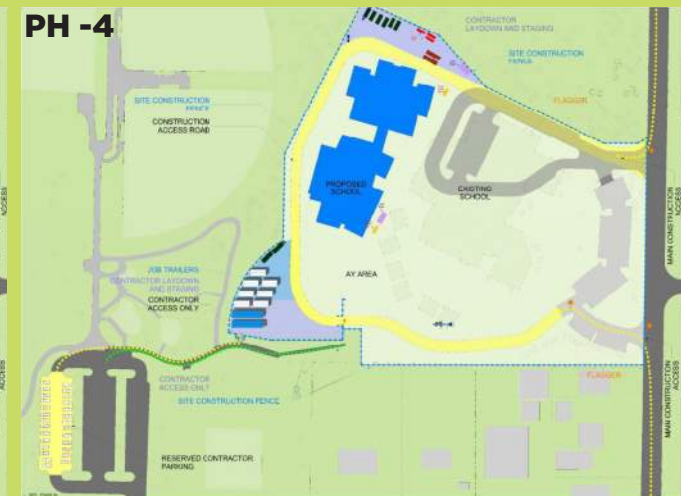 PH -4
CONTRACTOR
LAYDOWN AND STAGING
SITE CONSTRUCTION
FENCE
FLAGGER
SITE CONSTRUCTION
FENCE
CONSTRUCTION
ACCESS ROAD
PROPOSED
SCHOOL
EXISTING
SCHOOL
ACCESS
MAIN CONSTRUCTION
ACCESS
AY AREA
JOB TRAILERS
CONTRACTOR LAYDOWN
AND STAGING
CONTRACTOR
ACCESS ONLY
ACCESS
FLAGGER
MAIN CONSTRUCTION
ACCESS
CONTRACTOR
ACCESS ONLY
SITE CONSTRUCTION FENCE
RESERVED CONTRACTOR
PARKING